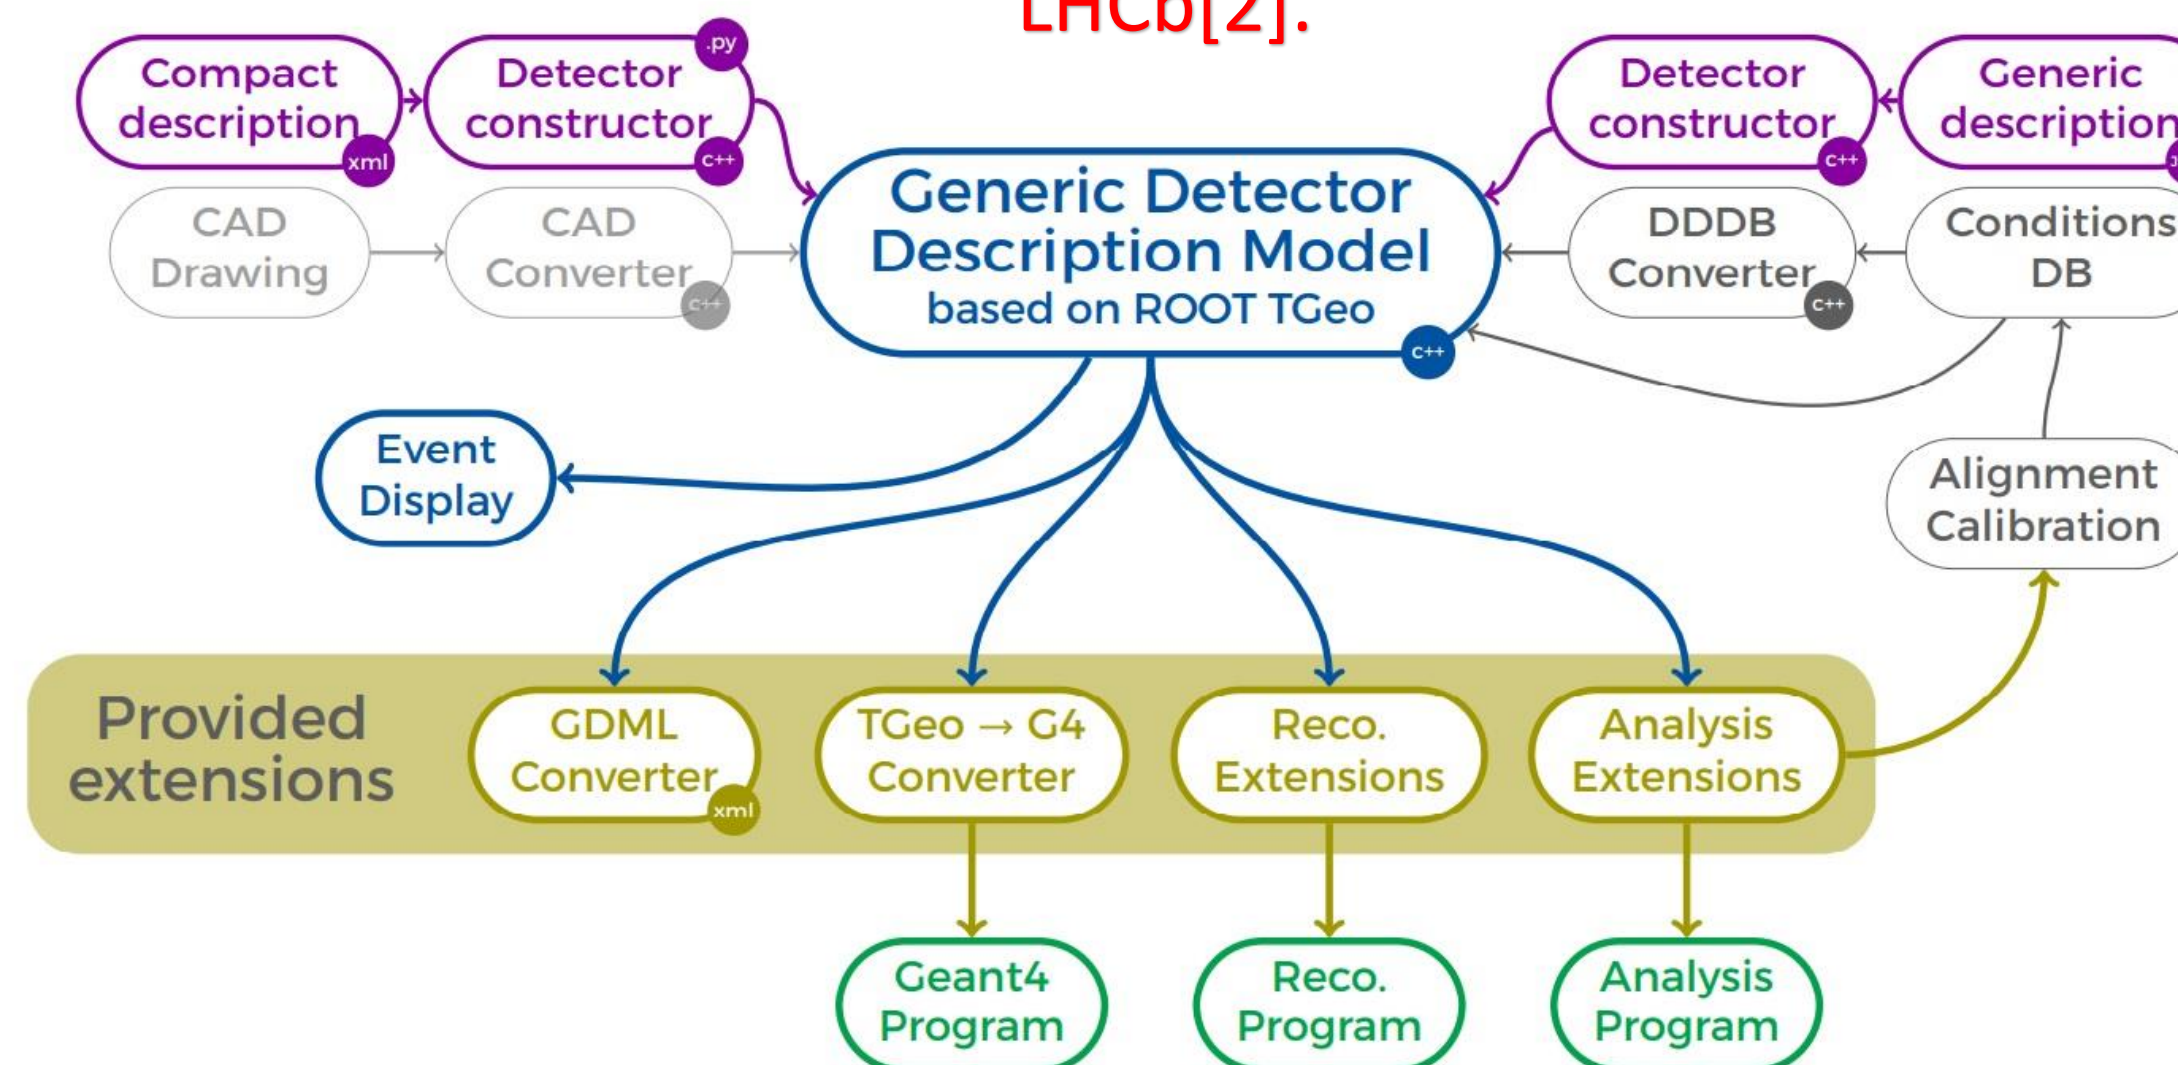 LHCb[2].
Compact
description
xml
Detector
constructor
.py
c++
Detector
constructor
c++
Generic
description
CAD
Drawing
CAD
Converter
c++
Generic Detector
Description Model
based on ROOT TGeo
c++
DDDB
Converter
c++
Conditions
DB
Event
Display
Alignment
Calibration
Provided
extensions
GDML
Converter
xml
TGeo → G4
Converter
Reco.
Extensions
Analysis
Extensions
Geant4
Program
Reco.
Program
Analysis
Program